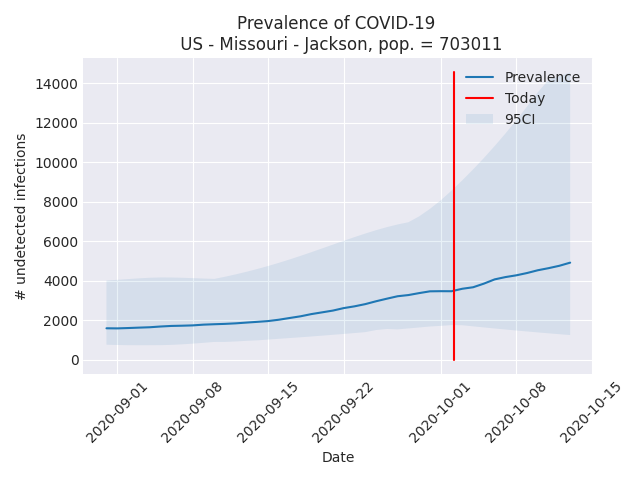 Prevalence of COVID-19
US - Missouri - Jackson, pop. = 703011
14000
12000
10000
8000
6000
4000
2000
0
# undetected infections
Prevalence
Today
95CI
2020-09-01
2020-09-08
2020-09-15
2020-09-22
2020-10-01
2020-10-08
2020-10-15
Date